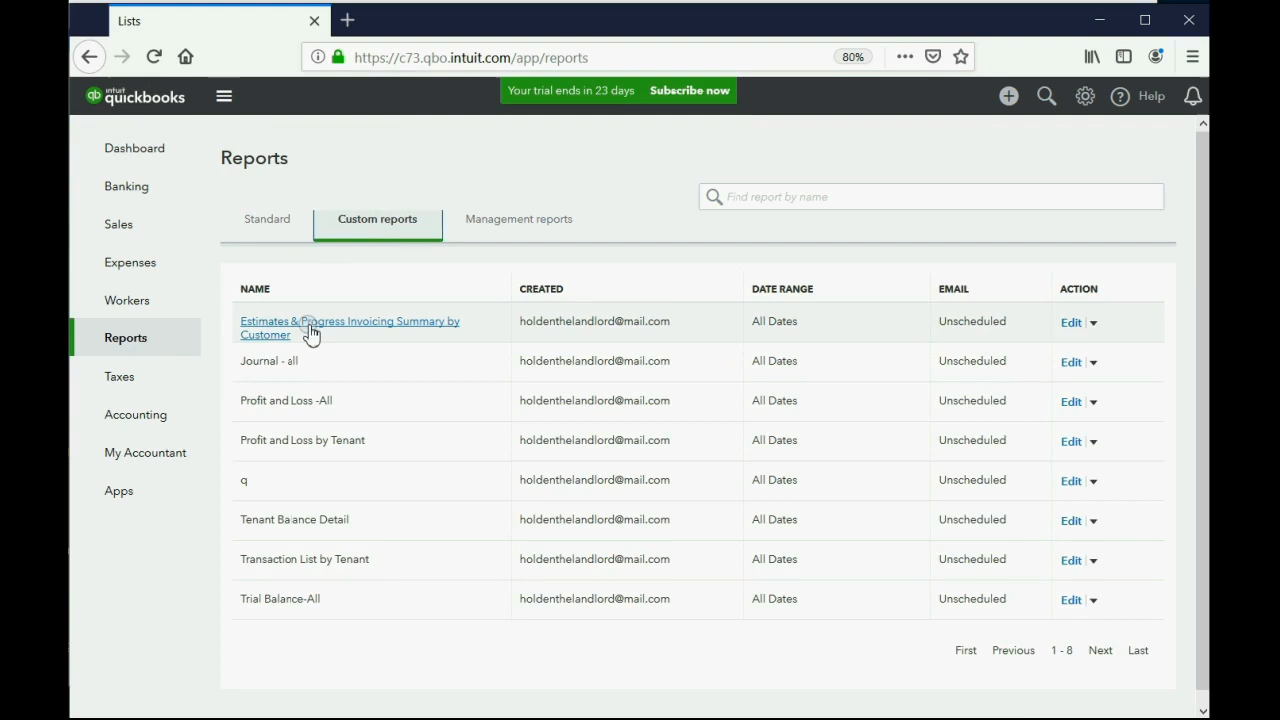 Lists
https://c73.qbo.intuit.com/app/reports
80%
qb intuit quickbooks
Your trial ends in 23 days Subscribe now
Help
Dashboard
Banking
Sales
Expenses
Workers
Reports
Taxes
Accounting
My Accountant
Apps
Reports
Find report by name
Standard Custom reports Management reports
NAME CREATED DATE RANGE EMAIL ACTION
Estimates & Progress Invoicing Summary by
Customer
holdenthelandlord@mail.com All Dates Unscheduled Edit
Journal - all holdenthelandlord@mail.com All Dates Unscheduled Edit
Profit and Loss -All holdenthelandlord@mail.com All Dates Unscheduled Edit
Profit and Loss by Tenant holdenthelandlord@mail.com All Dates Unscheduled Edit
q holdenthelandlord@mail.com All Dates Unscheduled Edit
Tenant Balance Detail holdenthelandlord@mail.com All Dates Unscheduled Edit
Transaction List by Tenant holdenthelandlord@mail.com All Dates Unscheduled Edit
Trial Balance-All holdenthelandlord@mail.com All Dates Unscheduled Edit
First Previous 1 - 8 Next Last